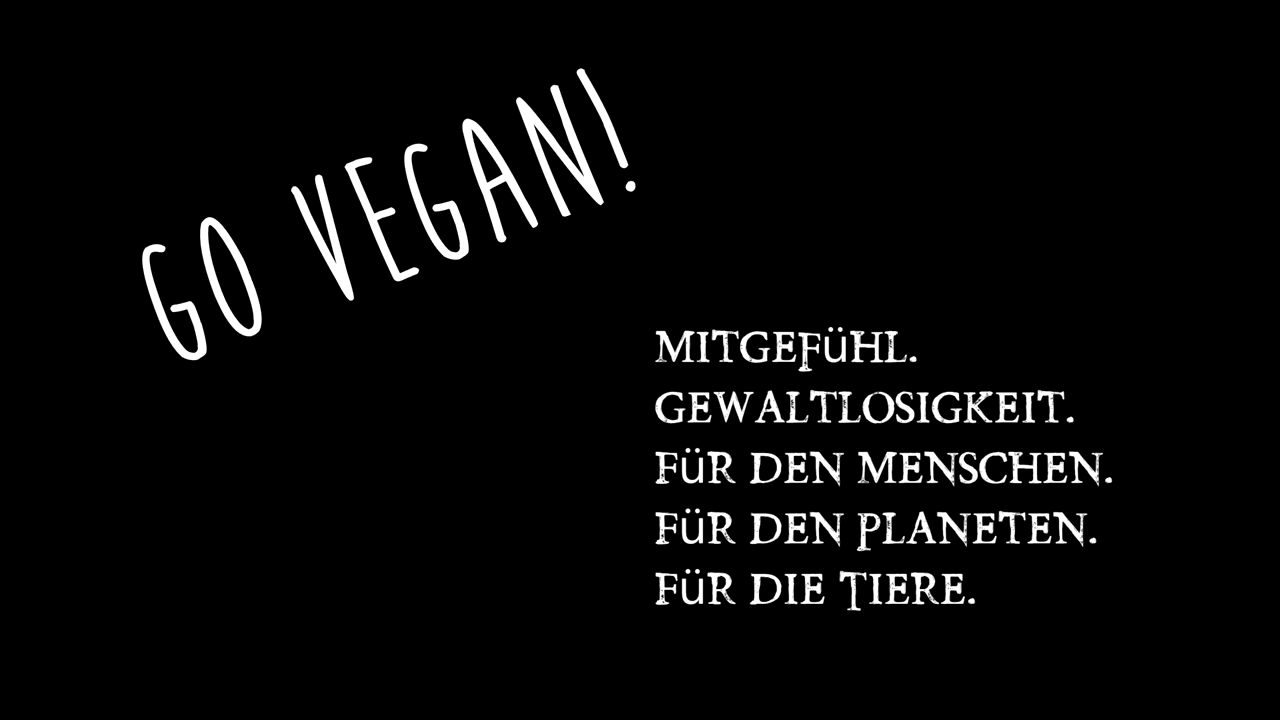 GO VEGAN!
MITGEFÜHL.
GEWALTLOSIGKEIT.
FÜR DEN MENSCHEN.
FÜR DEN PLANETEN.
FÜR DIE TIERE.